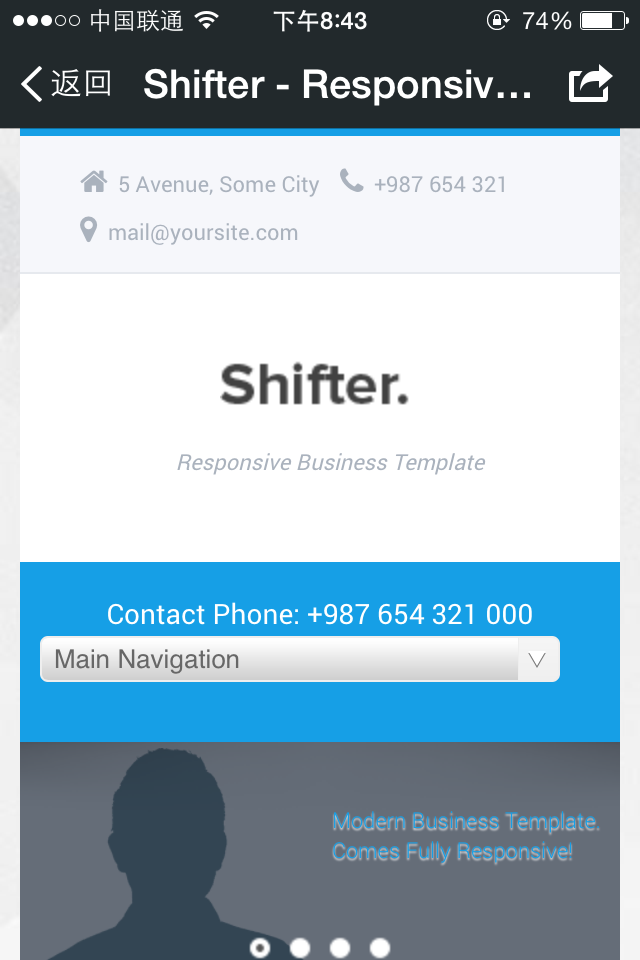 中国联通 下午8:43 74%
返回 Shifter - Responsiv...
5 Avenue, Some City +987 654 321
mail@yoursite.com
Shifter.
Responsive Business Template
Contact Phone: +987 654 321 000
Main Navigation
Modern Business Template.
Comes Fully Responsive!